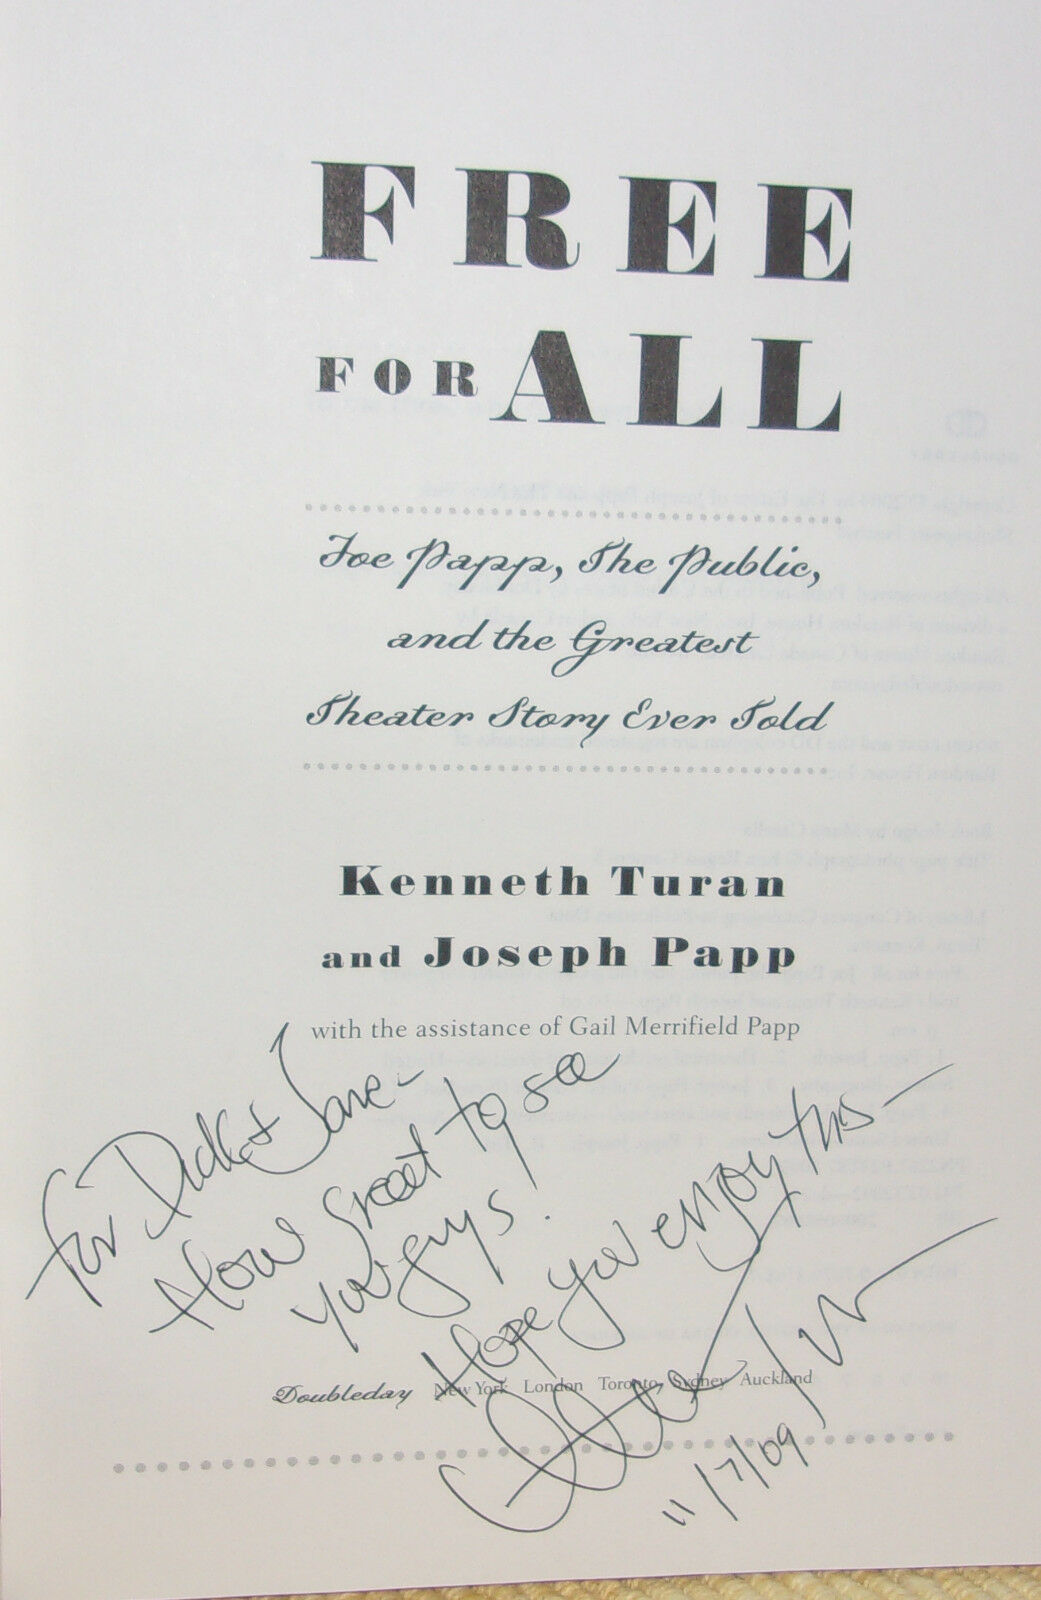 FREE
FOR ALL
Joe Papp, The Public,
and the Greatest
Theater Story Ever Told
Kenneth Turan
and Joseph Papp
with the assistance of Gail Merrifield Papp
For Dick & Jane –
How great to see
you guys!
Hope you enjoy this –
Doubleday New York London Toronto Sydney Auckland
11/7/09